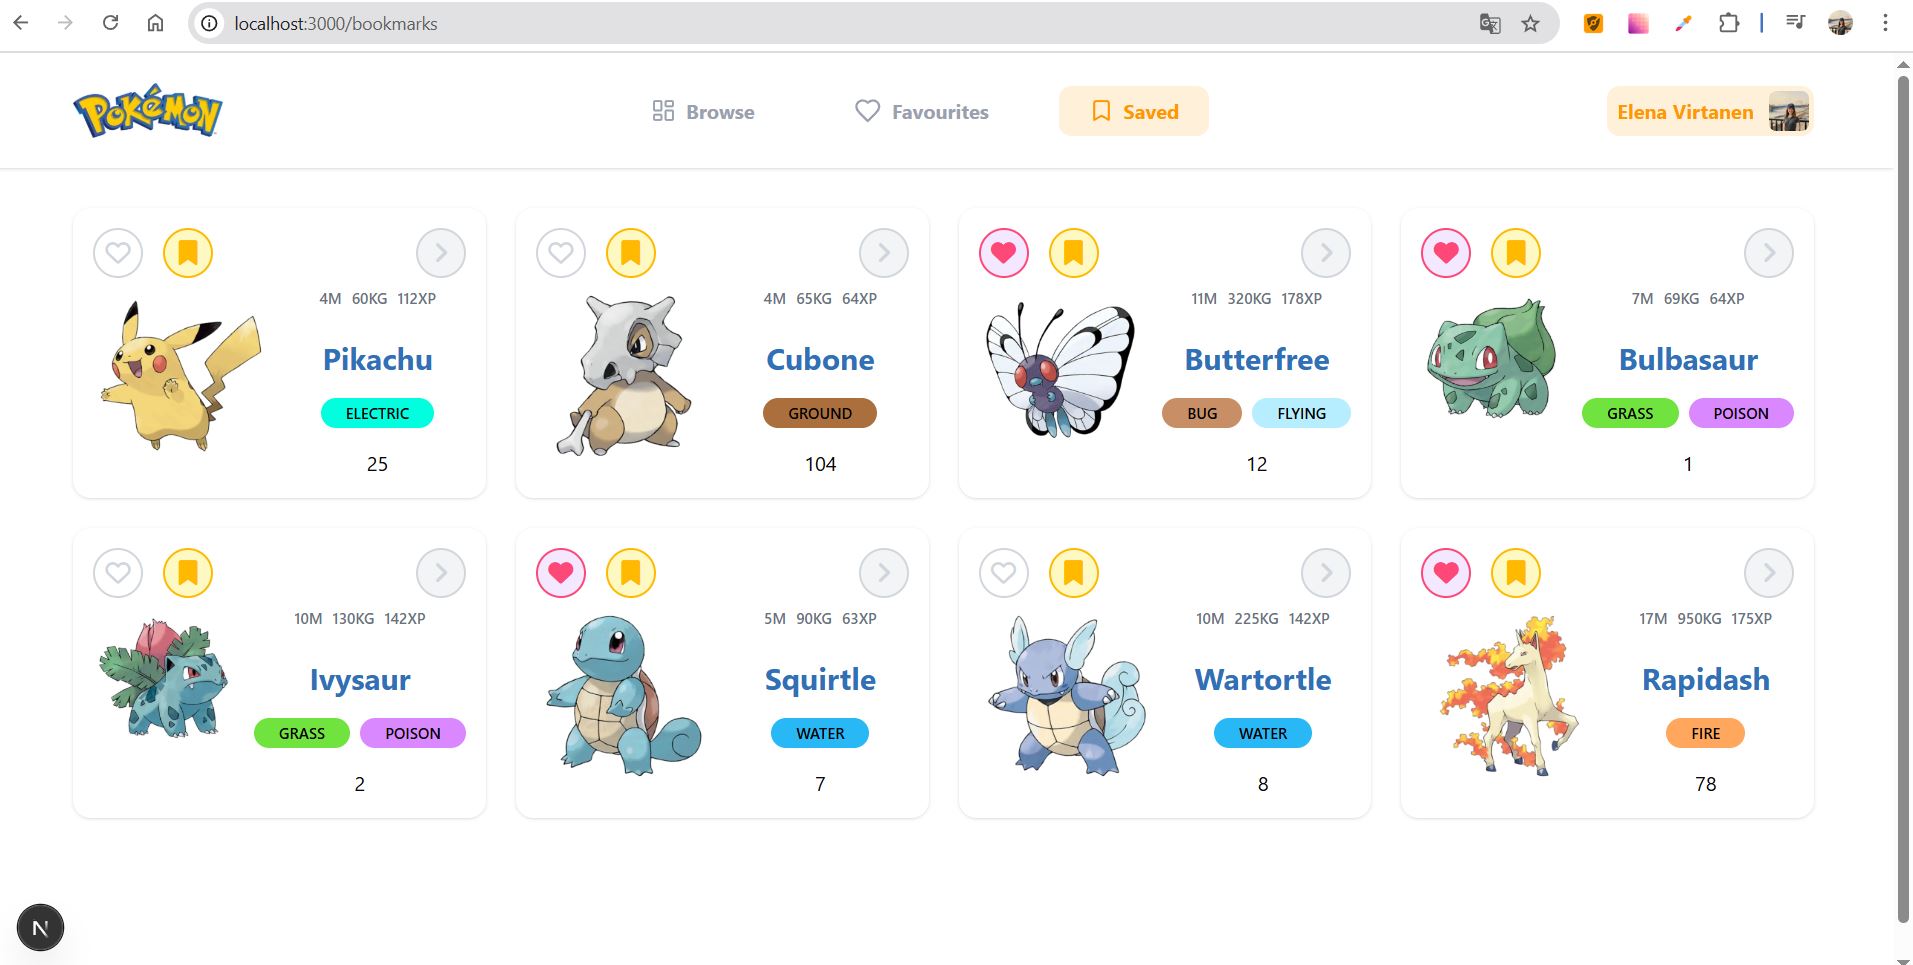 localhost:3000/bookmarks
POKéMON
Browse
Favourites
Saved
Elena Virtanen
4M 60KG 112XP
Pikachu
ELECTRIC
25
4M 65KG 64XP
Cubone
GROUND
104
11M 320KG 178XP
Butterfree
BUG FLYING
12
7M 69KG 64XP
Bulbasaur
GRASS POISON
1
10M 130KG 142XP
Ivysaur
GRASS POISON
2
5M 90KG 63XP
Squirtle
WATER
7
10M 225KG 142XP
Wartortle
WATER
8
17M 950KG 175XP
Rapidash
FIRE
78
N